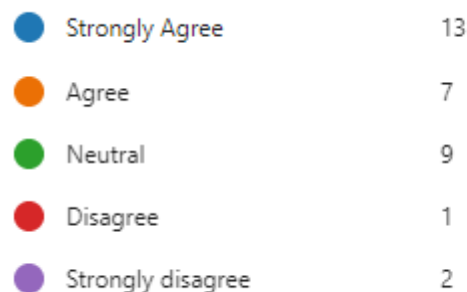 Strongly Agree 13
Agree 7
Neutral 9
Disagree 1
Strongly disagree 2